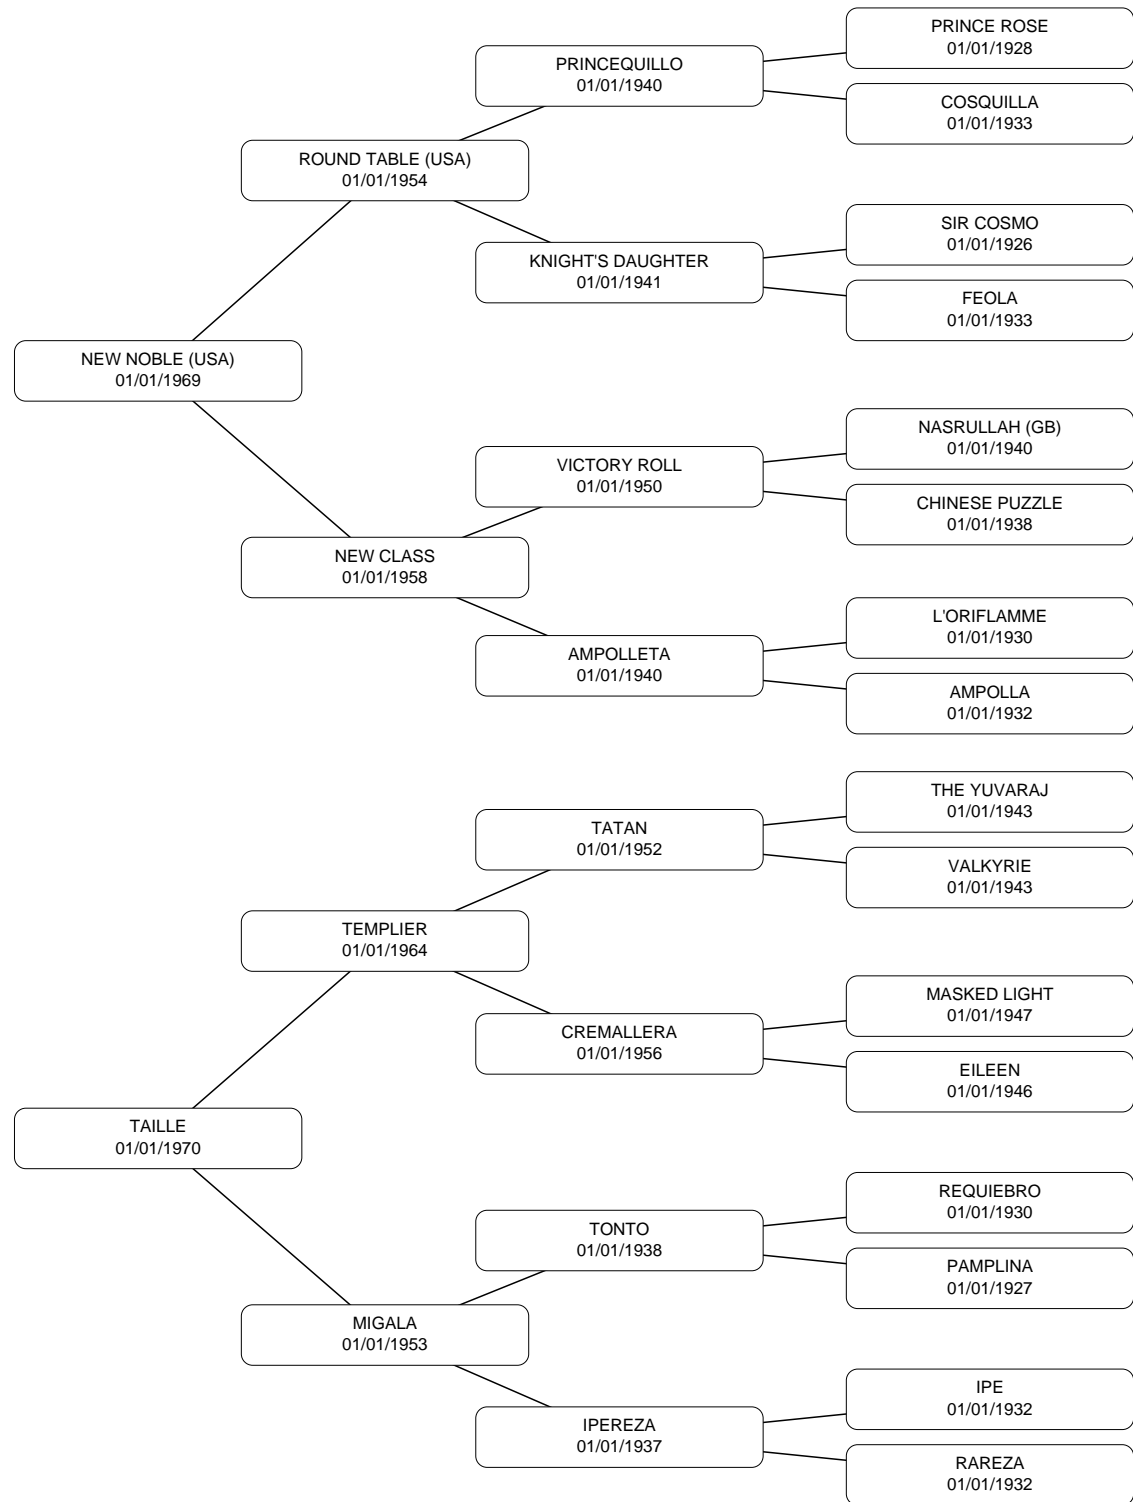 PRINCE ROSE
01/01/1928
PRINCEQUILLO
01/01/1940
COSQUILLA
01/01/1933
ROUND TABLE (USA)
01/01/1954
SIR COSMO
01/01/1926
KNIGHT'S DAUGHTER
01/01/1941
FEOLA
01/01/1933
NEW NOBLE (USA)
01/01/1969
NASRULLAH (GB)
01/01/1940
VICTORY ROLL
01/01/1950
CHINESE PUZZLE
01/01/1938
NEW CLASS
01/01/1958
L'ORIFLAMME
01/01/1930
AMPOLLETA
01/01/1940
AMPOLLA
01/01/1932
THE YUVARAJ
01/01/1943
TATAN
01/01/1952
VALKYRIE
01/01/1943
TEMPLIER
01/01/1964
MASKED LIGHT
01/01/1947
CREMALLERA
01/01/1956
EILEEN
01/01/1946
TAILLE
01/01/1970
REQUIEBRO
01/01/1930
TONTO
01/01/1938
PAMPLINA
01/01/1927
MIGALA
01/01/1953
IPE
01/01/1932
IPEREZA
01/01/1937
RAREZA
01/01/1932